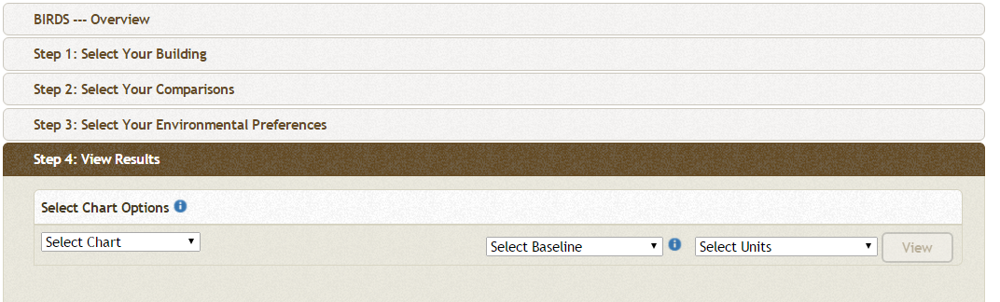 BIRDS --- Overview
Step 1: Select Your Building
Step 2: Select Your Comparisons
Step 3: Select Your Environmental Preferences
Step 4: View Results
Select Chart Options i
Select Chart
Select Baseline i Select Units View